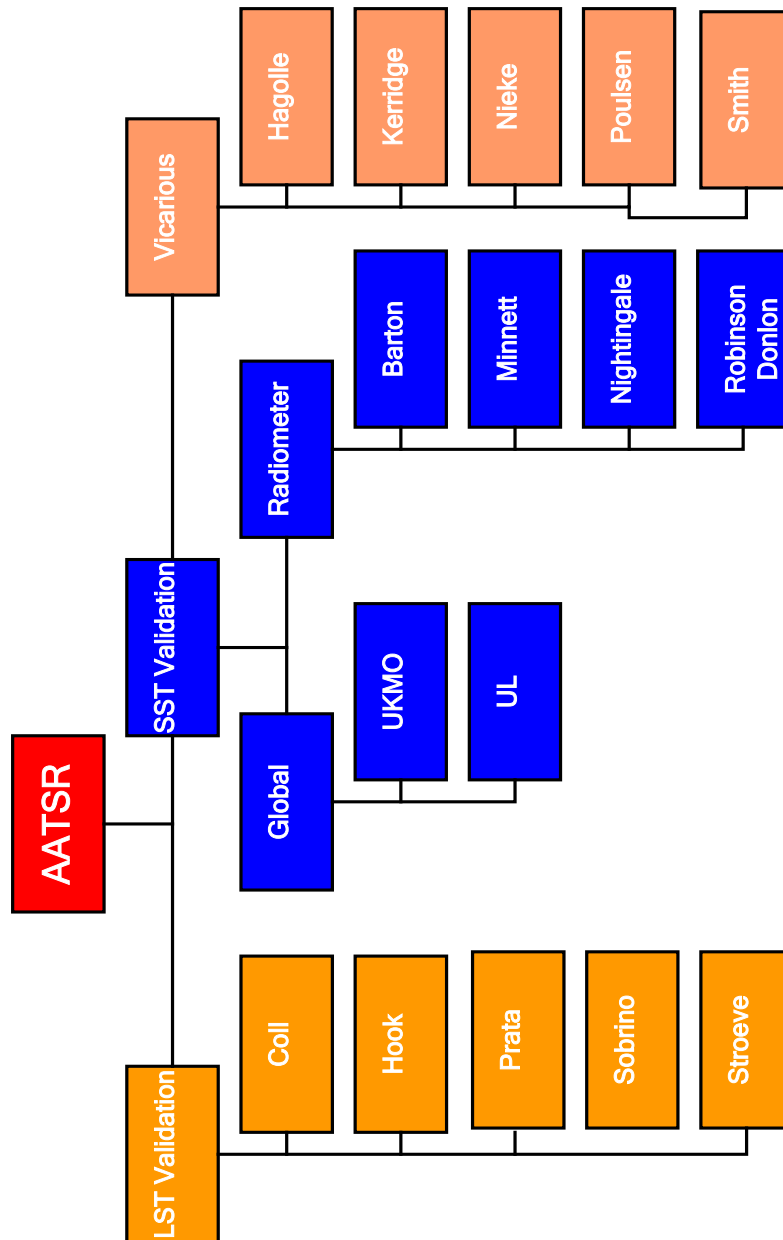 AATSR
LST Validation
Coll
Hook
Prata
Sobrino
Stroeve
SST Validation
Global
UKMO
UL
Radiometer
Barton
Minnett
Nightingale
Robinson
Donlon
Vicarious
Hagolle
Kerridge
Nieke
Poulsen
Smith